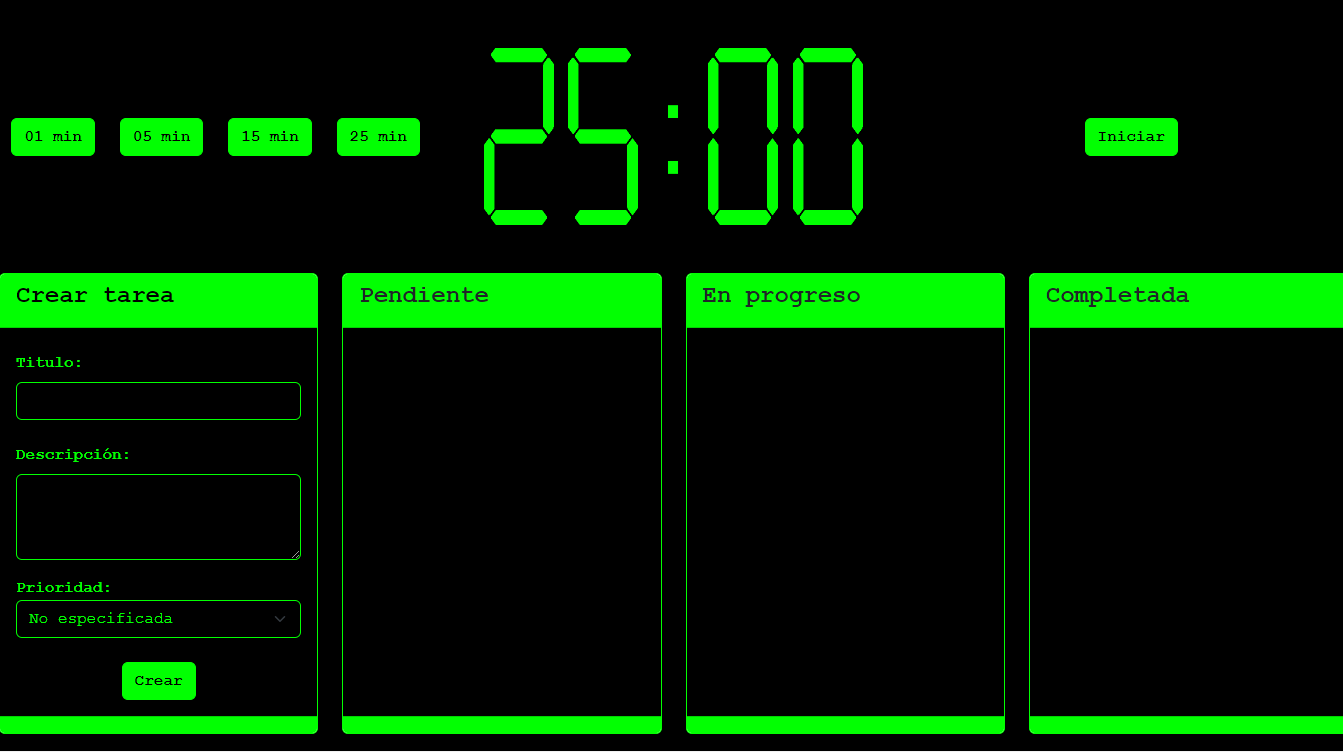 25:00
01 min 05 min 15 min 25 min Iniciar
Crear tarea
Titulo:
Descripción:
Prioridad:
No especificada
Crear
Pendiente
En progreso
Completada